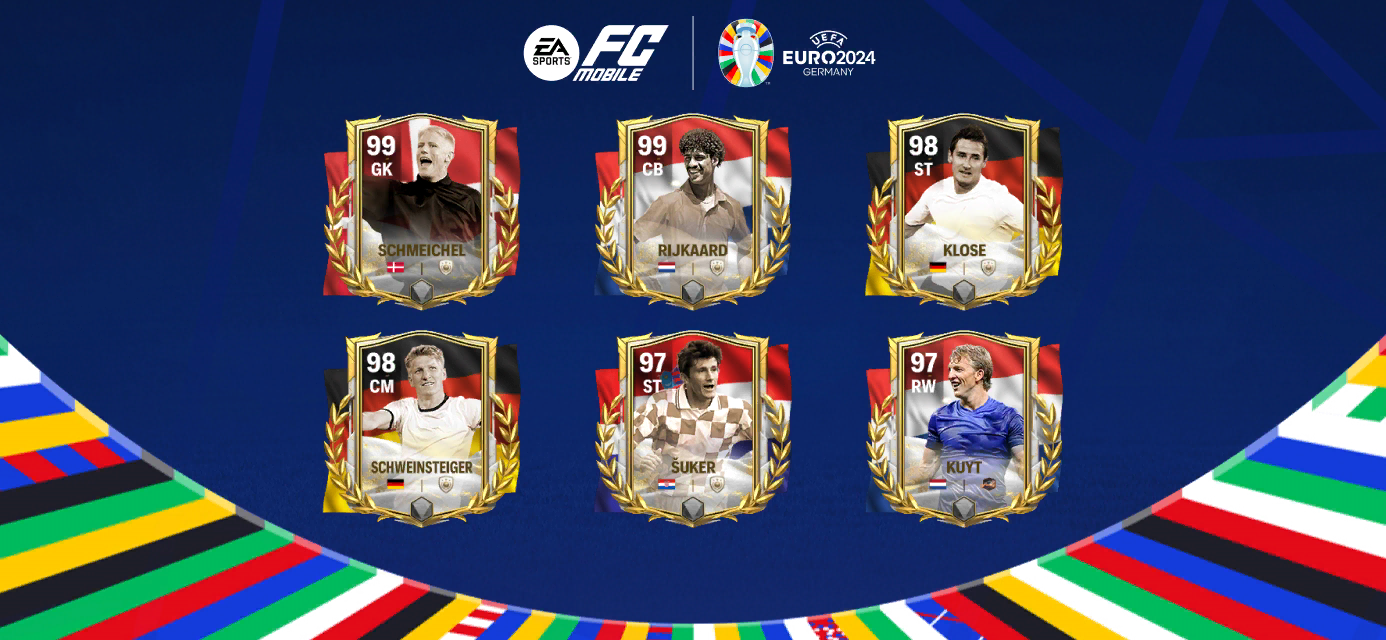 EA
SPORTS
FC
MOBILE
UEFA
EURO2024
GERMANY
99
GK
SCHMEICHEL
99
CB
RIJKAARD
98
ST
KLOSE
98
CM
SCHWEINSTEIGER
97
ST
ŠUKER
97
RW
KUYT